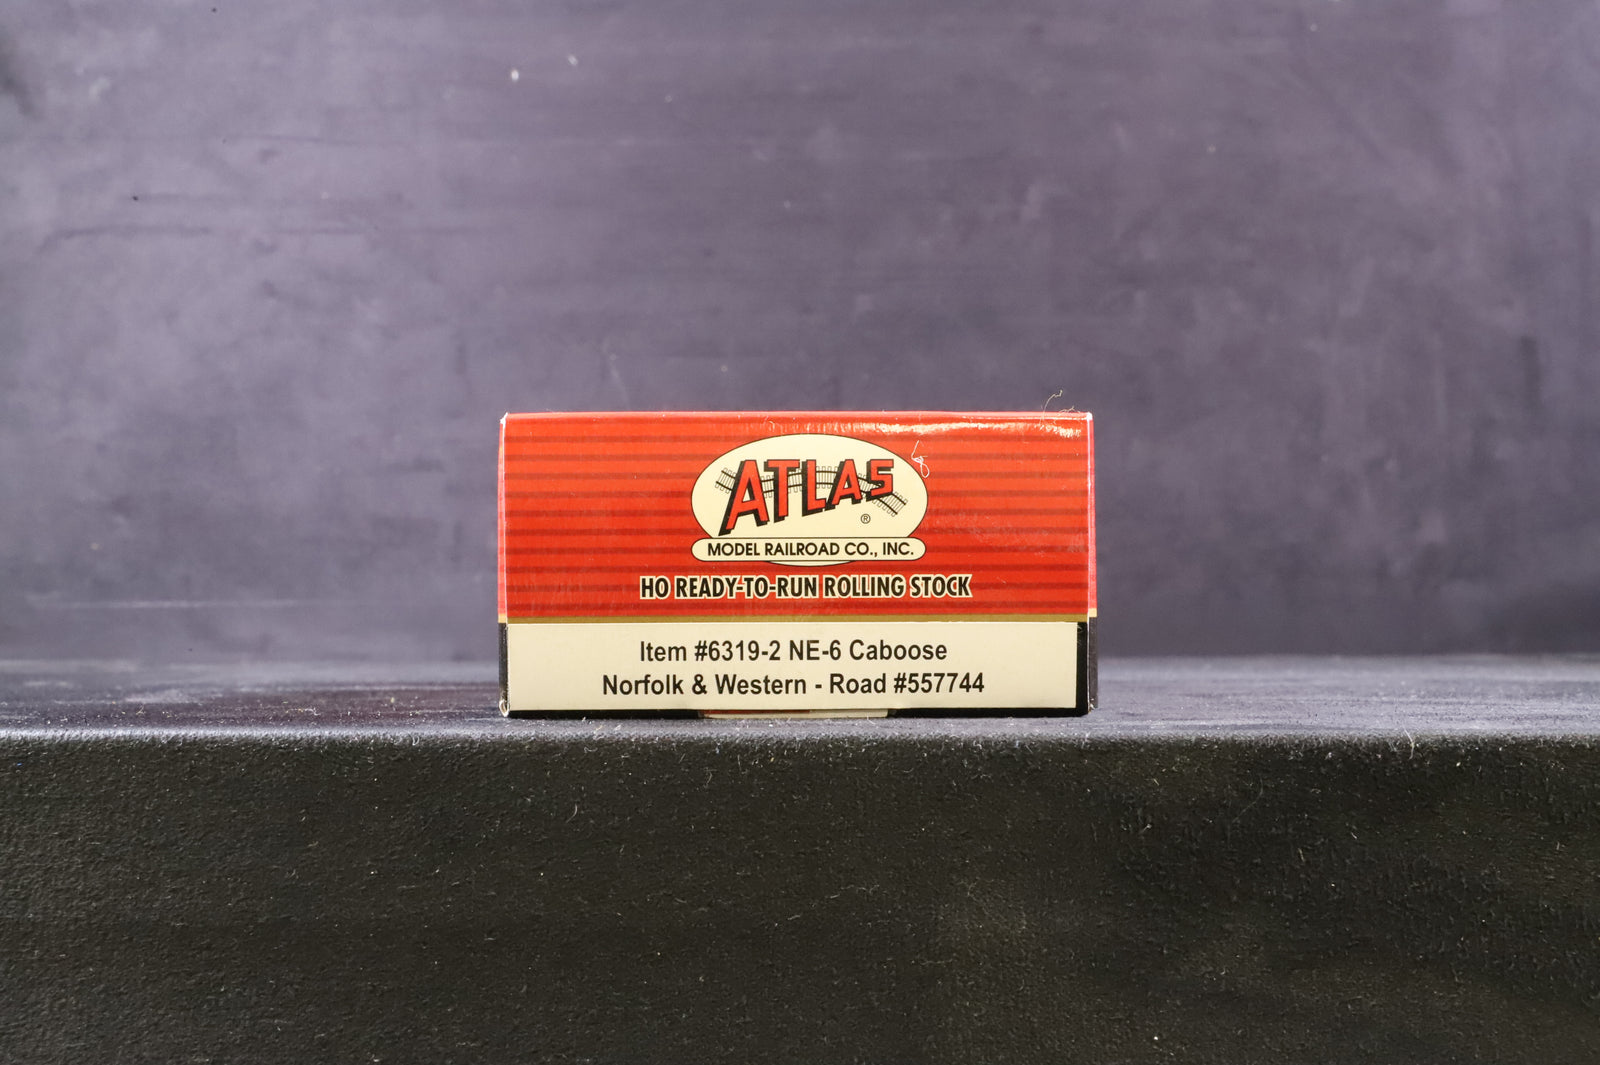 ATLAS
®
MODEL RAILROAD CO., INC.
HO READY-TO-RUN ROLLING STOCK
Item #6319-2 NE-6 Caboose
Norfolk & Western - Road #557744